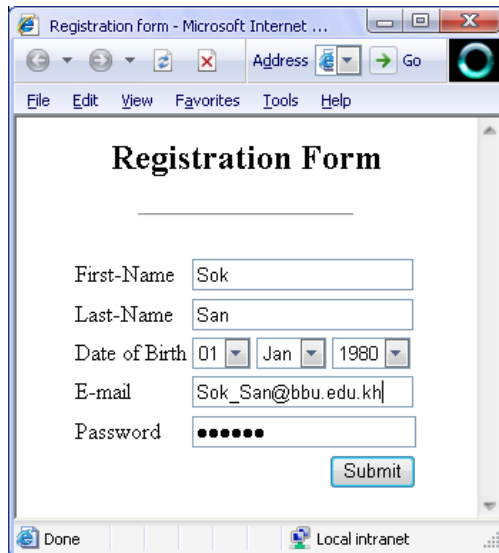 Registration form - Microsoft Internet ...
Address Go
File Edit View Favorites Tools Help
Registration Form
First-Name Sok
Last-Name San
Date of Birth 01 Jan 1980
E-mail Sok_San@bbu.edu.kh
Password ●●●●●●
Submit
Done Local intranet